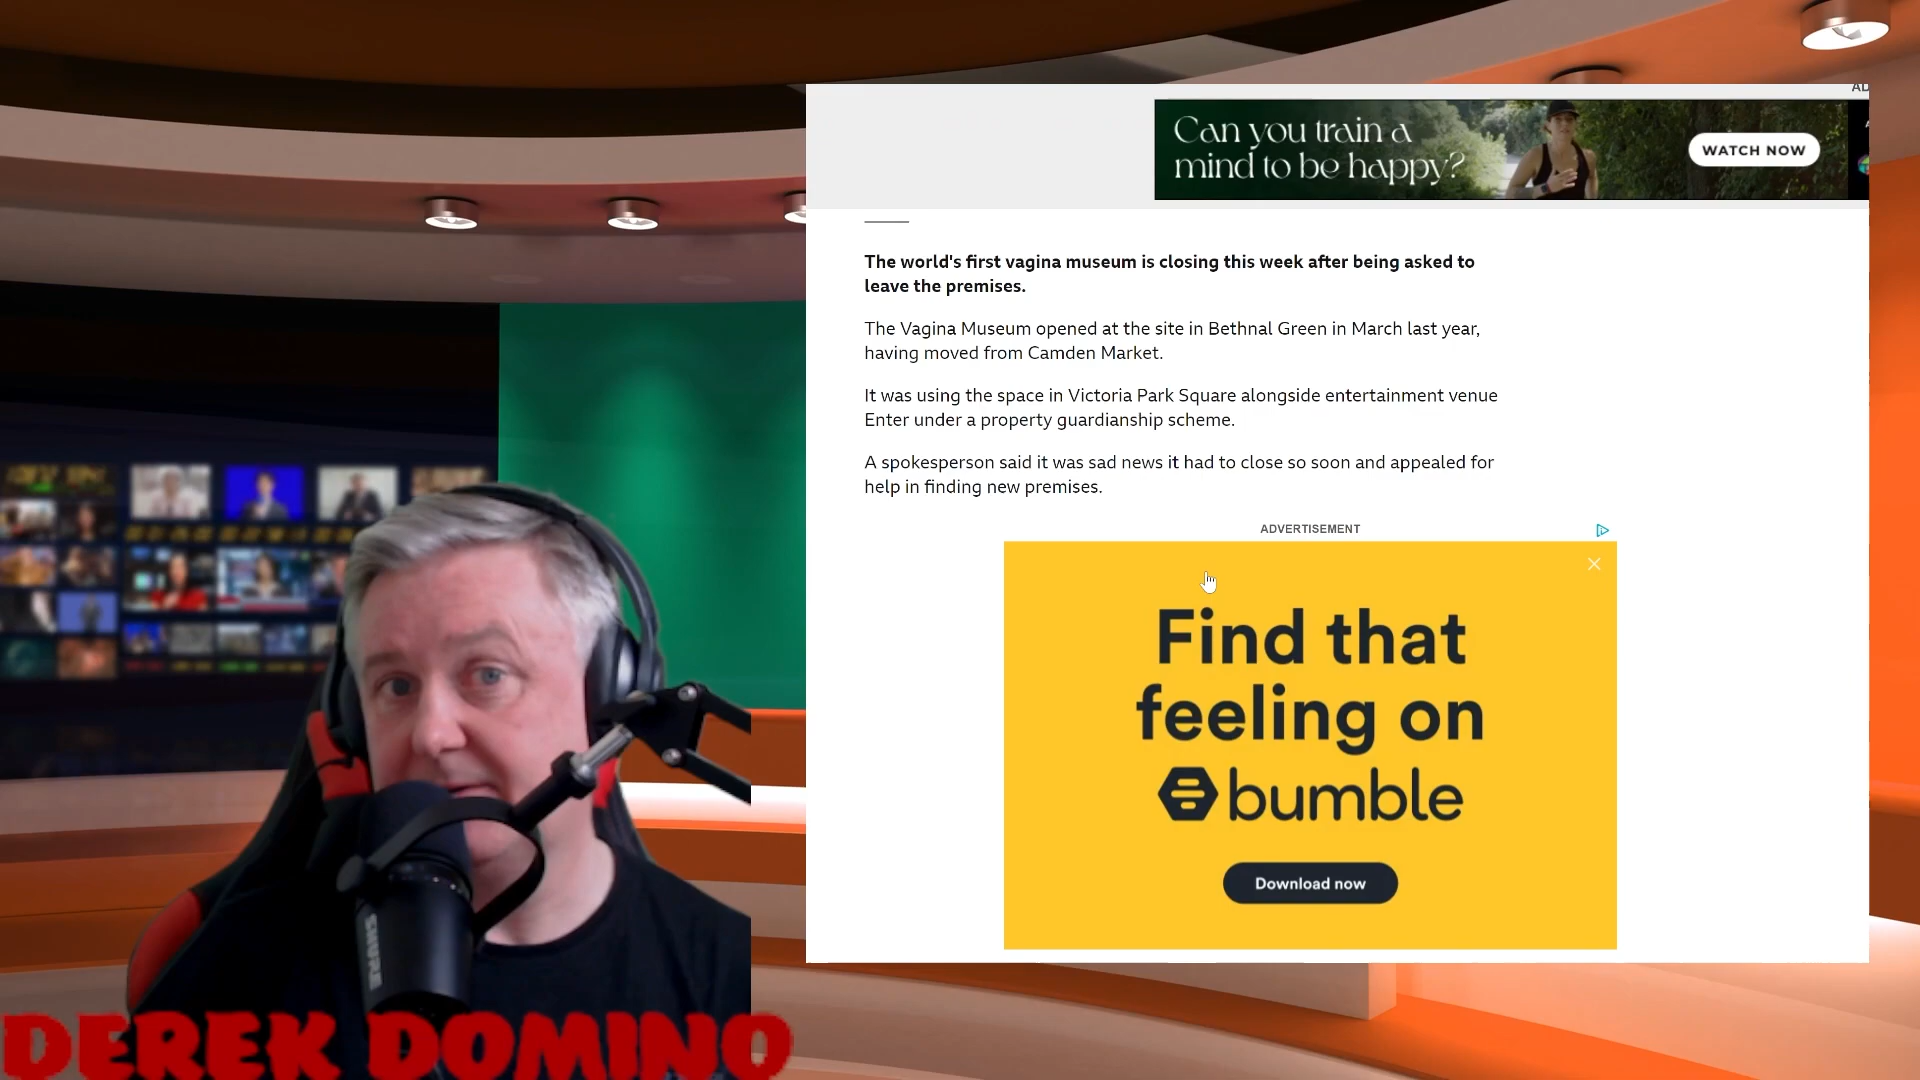 AD
Can you train a
mind to be happy?
WATCH NOW
The world's first vagina museum is closing this week after being asked to
leave the premises.
The Vagina Museum opened at the site in Bethnal Green in March last year,
having moved from Camden Market.
It was using the space in Victoria Park Square alongside entertainment venue
Enter under a property guardianship scheme.
A spokesperson said it was sad news it had to close so soon and appealed for
help in finding new premises.
ADVERTISEMENT
Find that
feeling on
bumble
Download now
SHURE
DEREK DOMINO